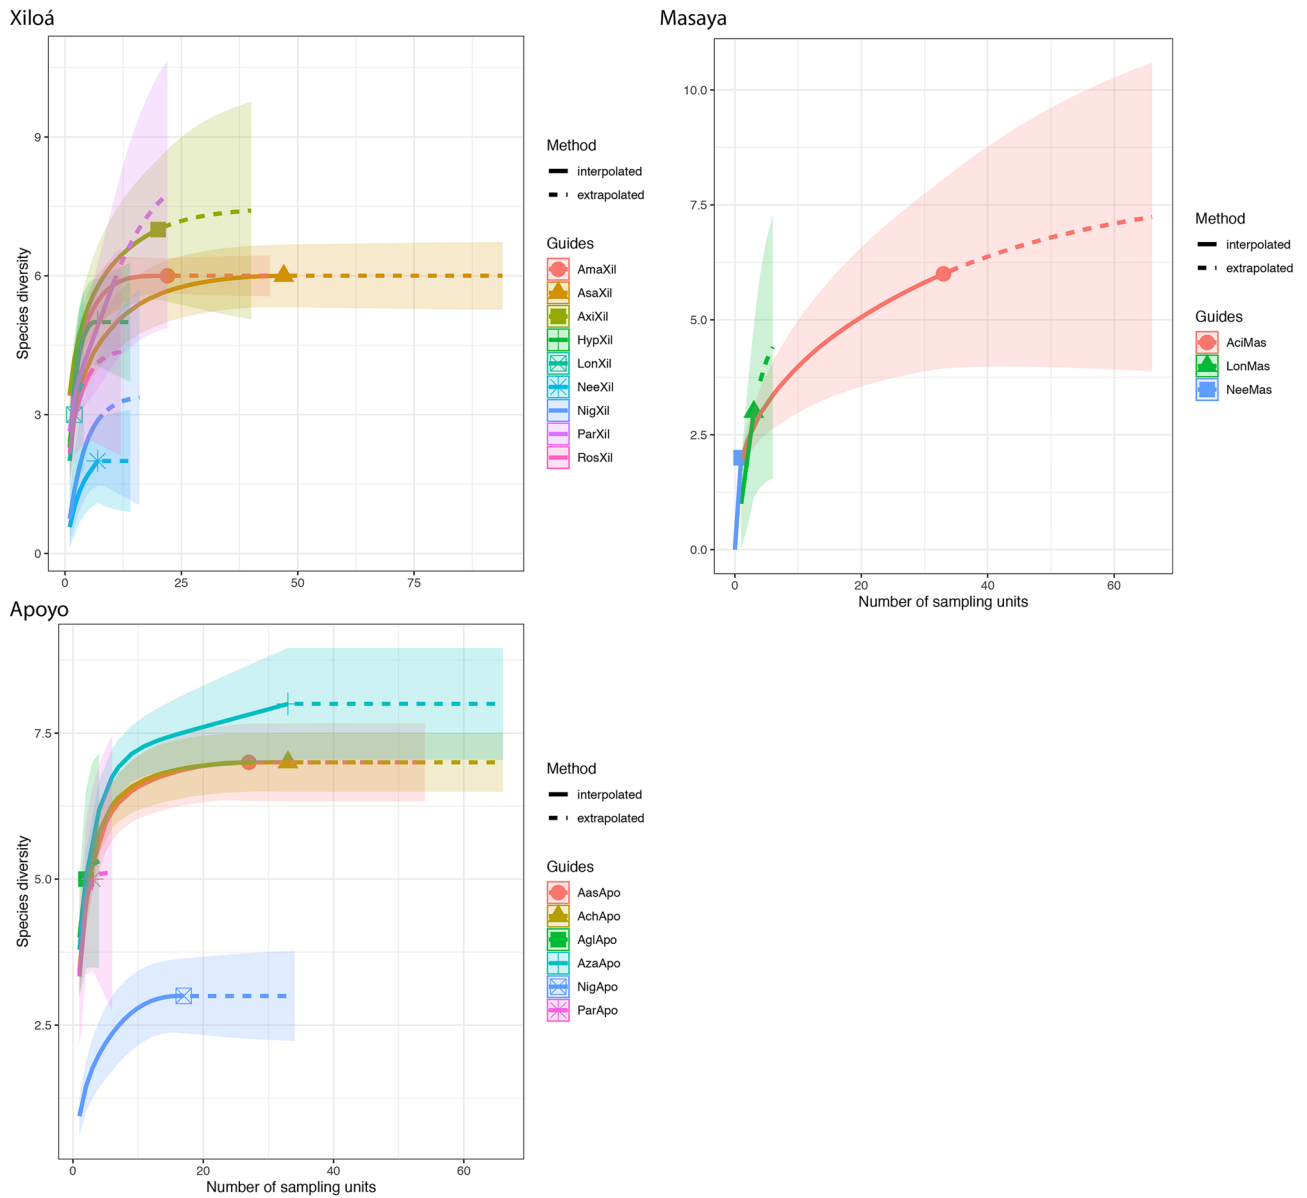 Xiloá
9
6
3
0
Species diversity
0 25 50 75
Method
interpolated
extrapolated
Guides
AmaXil
AsaXil
AxiXil
HypXil
LonXil
NeeXil
NigXil
ParXil
RosXil
Masaya
10.0
7.5
5.0
2.5
0.0
0 20 40 60
Number of sampling units
Method
interpolated
extrapolated
Guides
AciMas
LonMas
NeeMas
Apoyo
7.5
5.0
2.5
Species diversity
0 20 40 60
Number of sampling units
Method
interpolated
extrapolated
Guides
AasApo
AchApo
AglApo
AzaApo
NigApo
ParApo